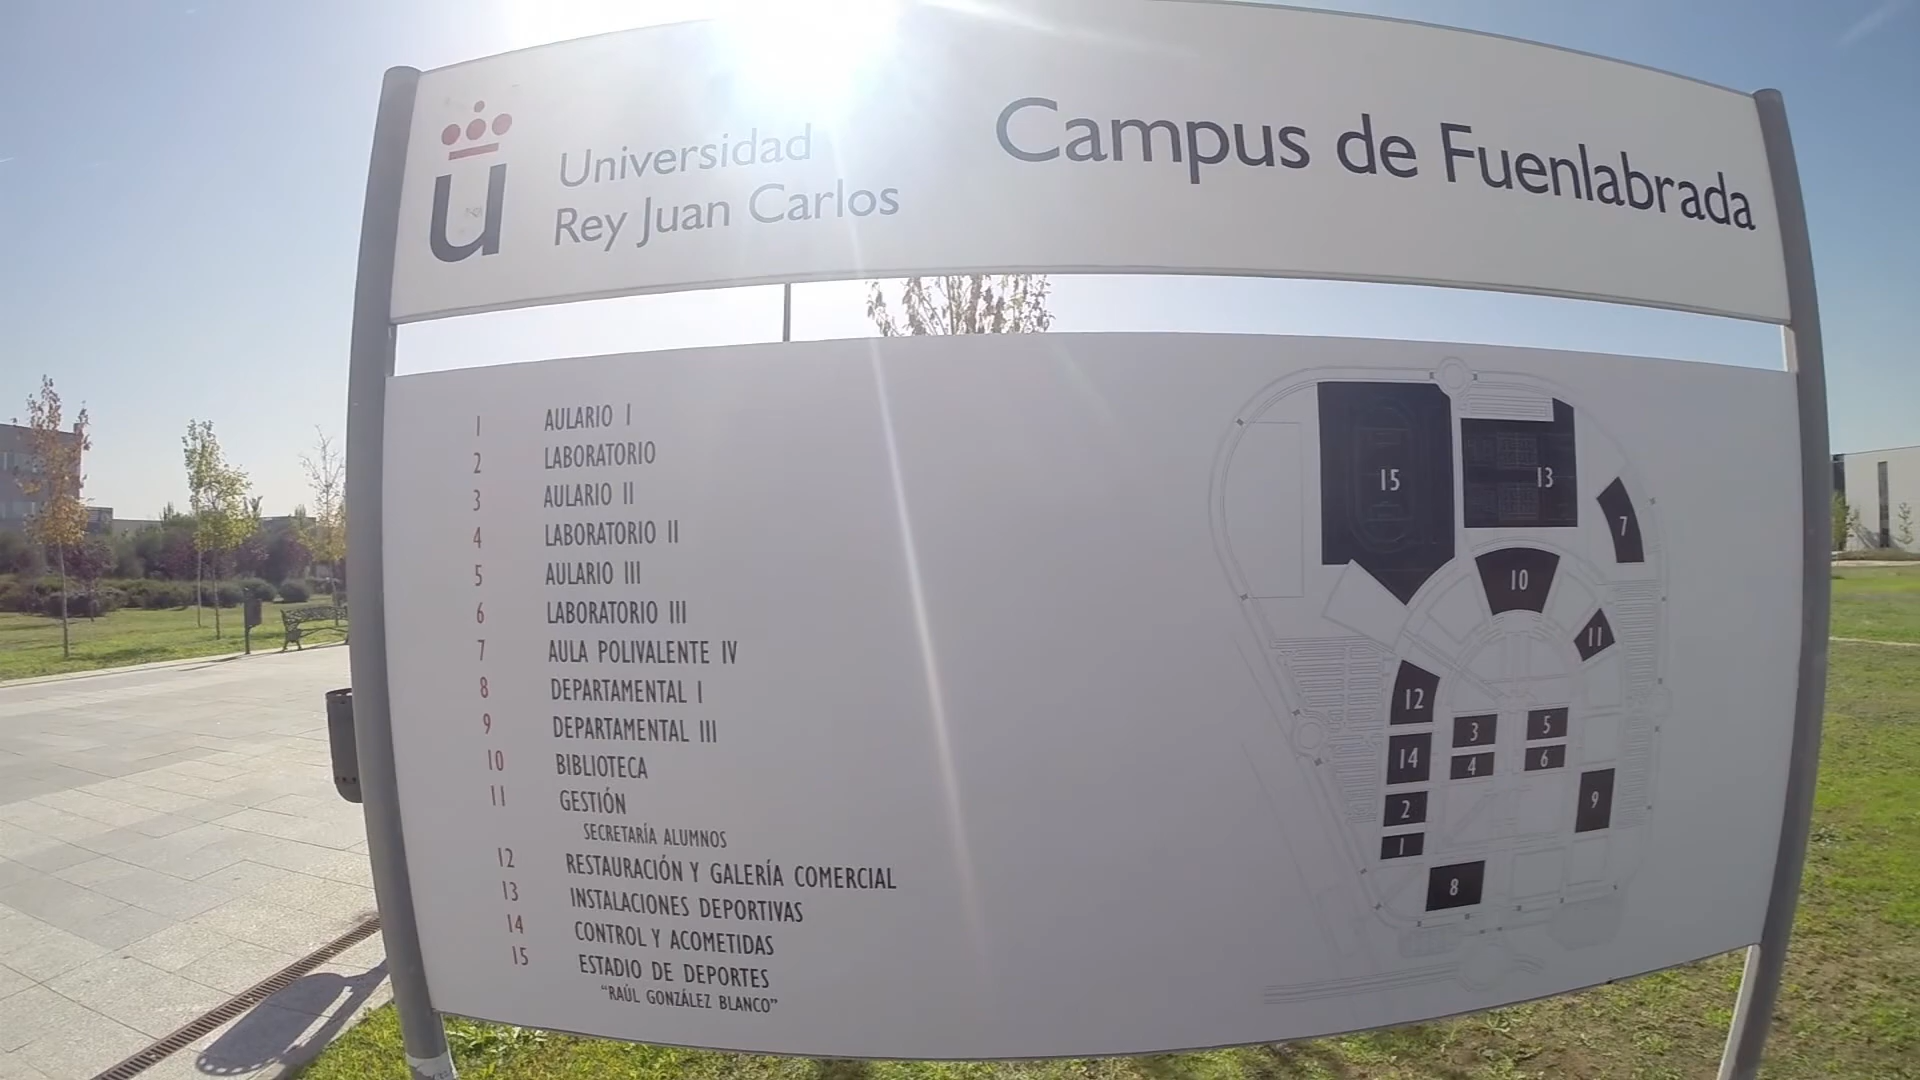 Universidad
Rey Juan Carlos
Campus de Fuenlabrada
1 AULARIO I
2 LABORATORIO
3 AULARIO II
4 LABORATORIO II
5 AULARIO III
6 LABORATORIO III
7 AULA POLIVALENTE IV
8 DEPARTAMENTAL I
9 DEPARTAMENTAL III
10 BIBLIOTECA
11 GESTIÓN
SECRETARÍA ALUMNOS
12 RESTAURACIÓN Y GALERÍA COMERCIAL
13 INSTALACIONES DEPORTIVAS
14 CONTROL Y ACOMETIDAS
15 ESTADIO DE DEPORTES
"RAÚL GONZÁLEZ BLANCO"
15
13
7
10
11
12
3
5
14
4
6
2
9
1
8